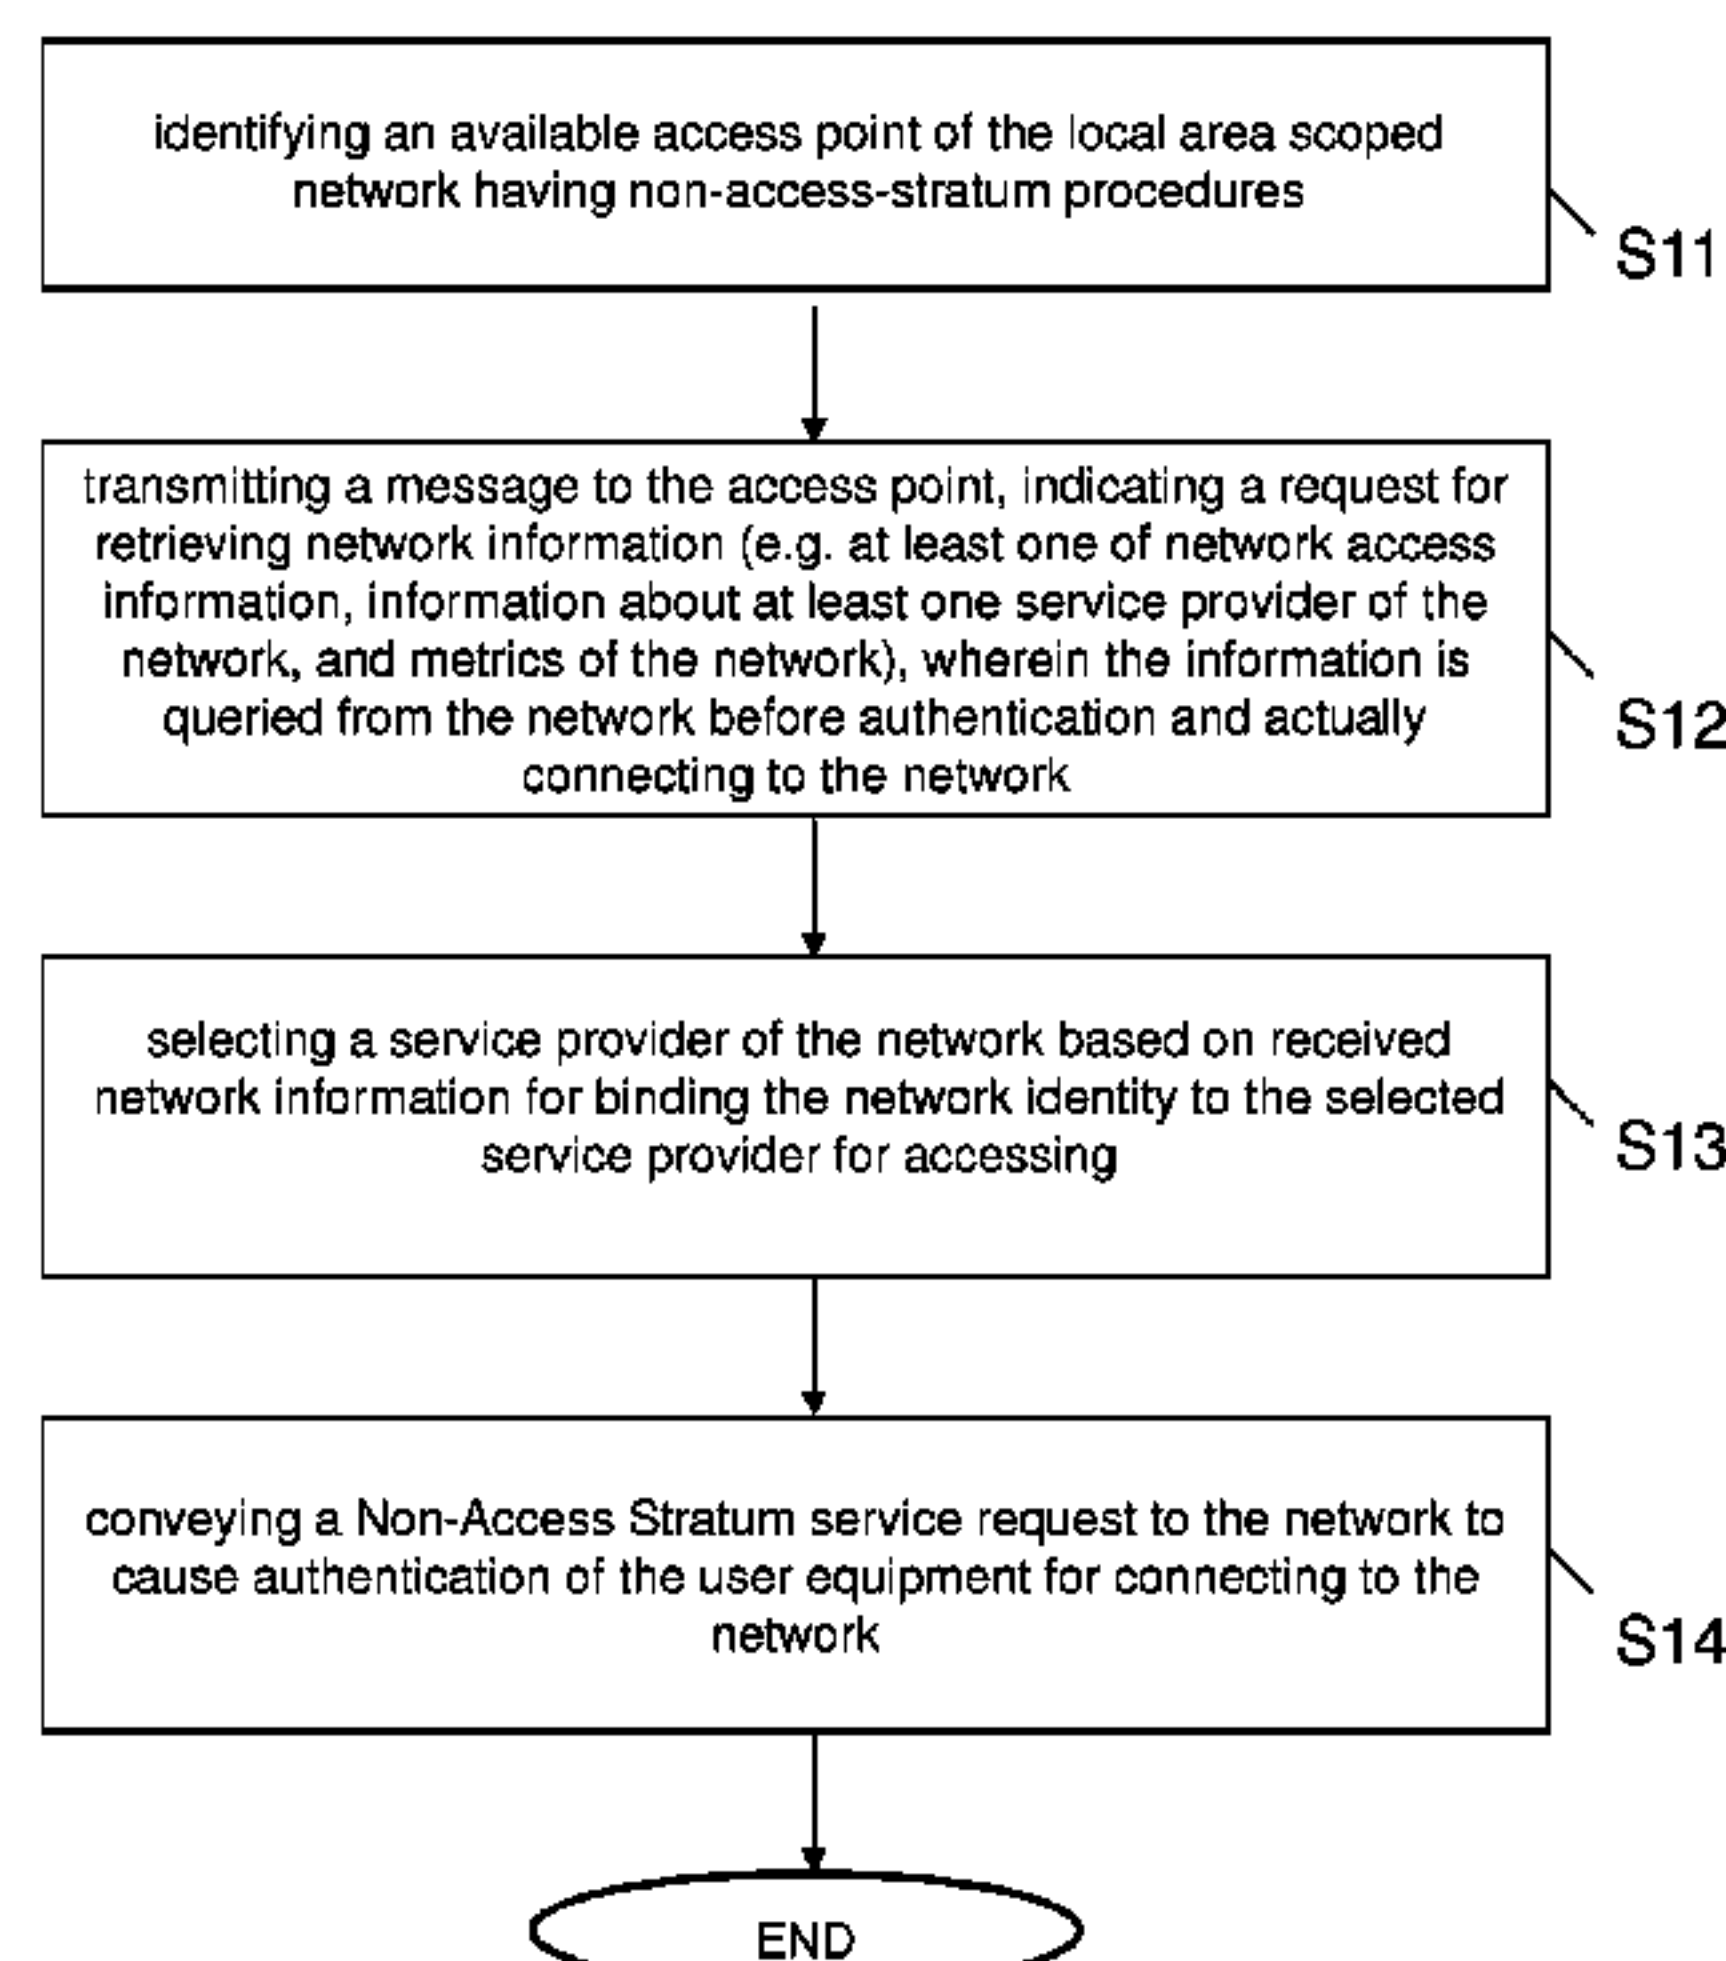 identifying an available access point of the local area scoped
network having non-access-stratum procedures
S11
transmitting a message to the access point, indicating a request for
retrieving network information (e.g. at least one of network access
information, information about at least one service provider of the
network, and metrics of the network), wherein the information is
queried from the network before authentication and actually
connecting to the network
S12
selecting a service provider of the network based on received
network information for binding the network identity to the selected
service provider for accessing
S13
conveying a Non-Access Stratum service request to the network to
cause authentication of the user equipment for connecting to the
network
S14
END